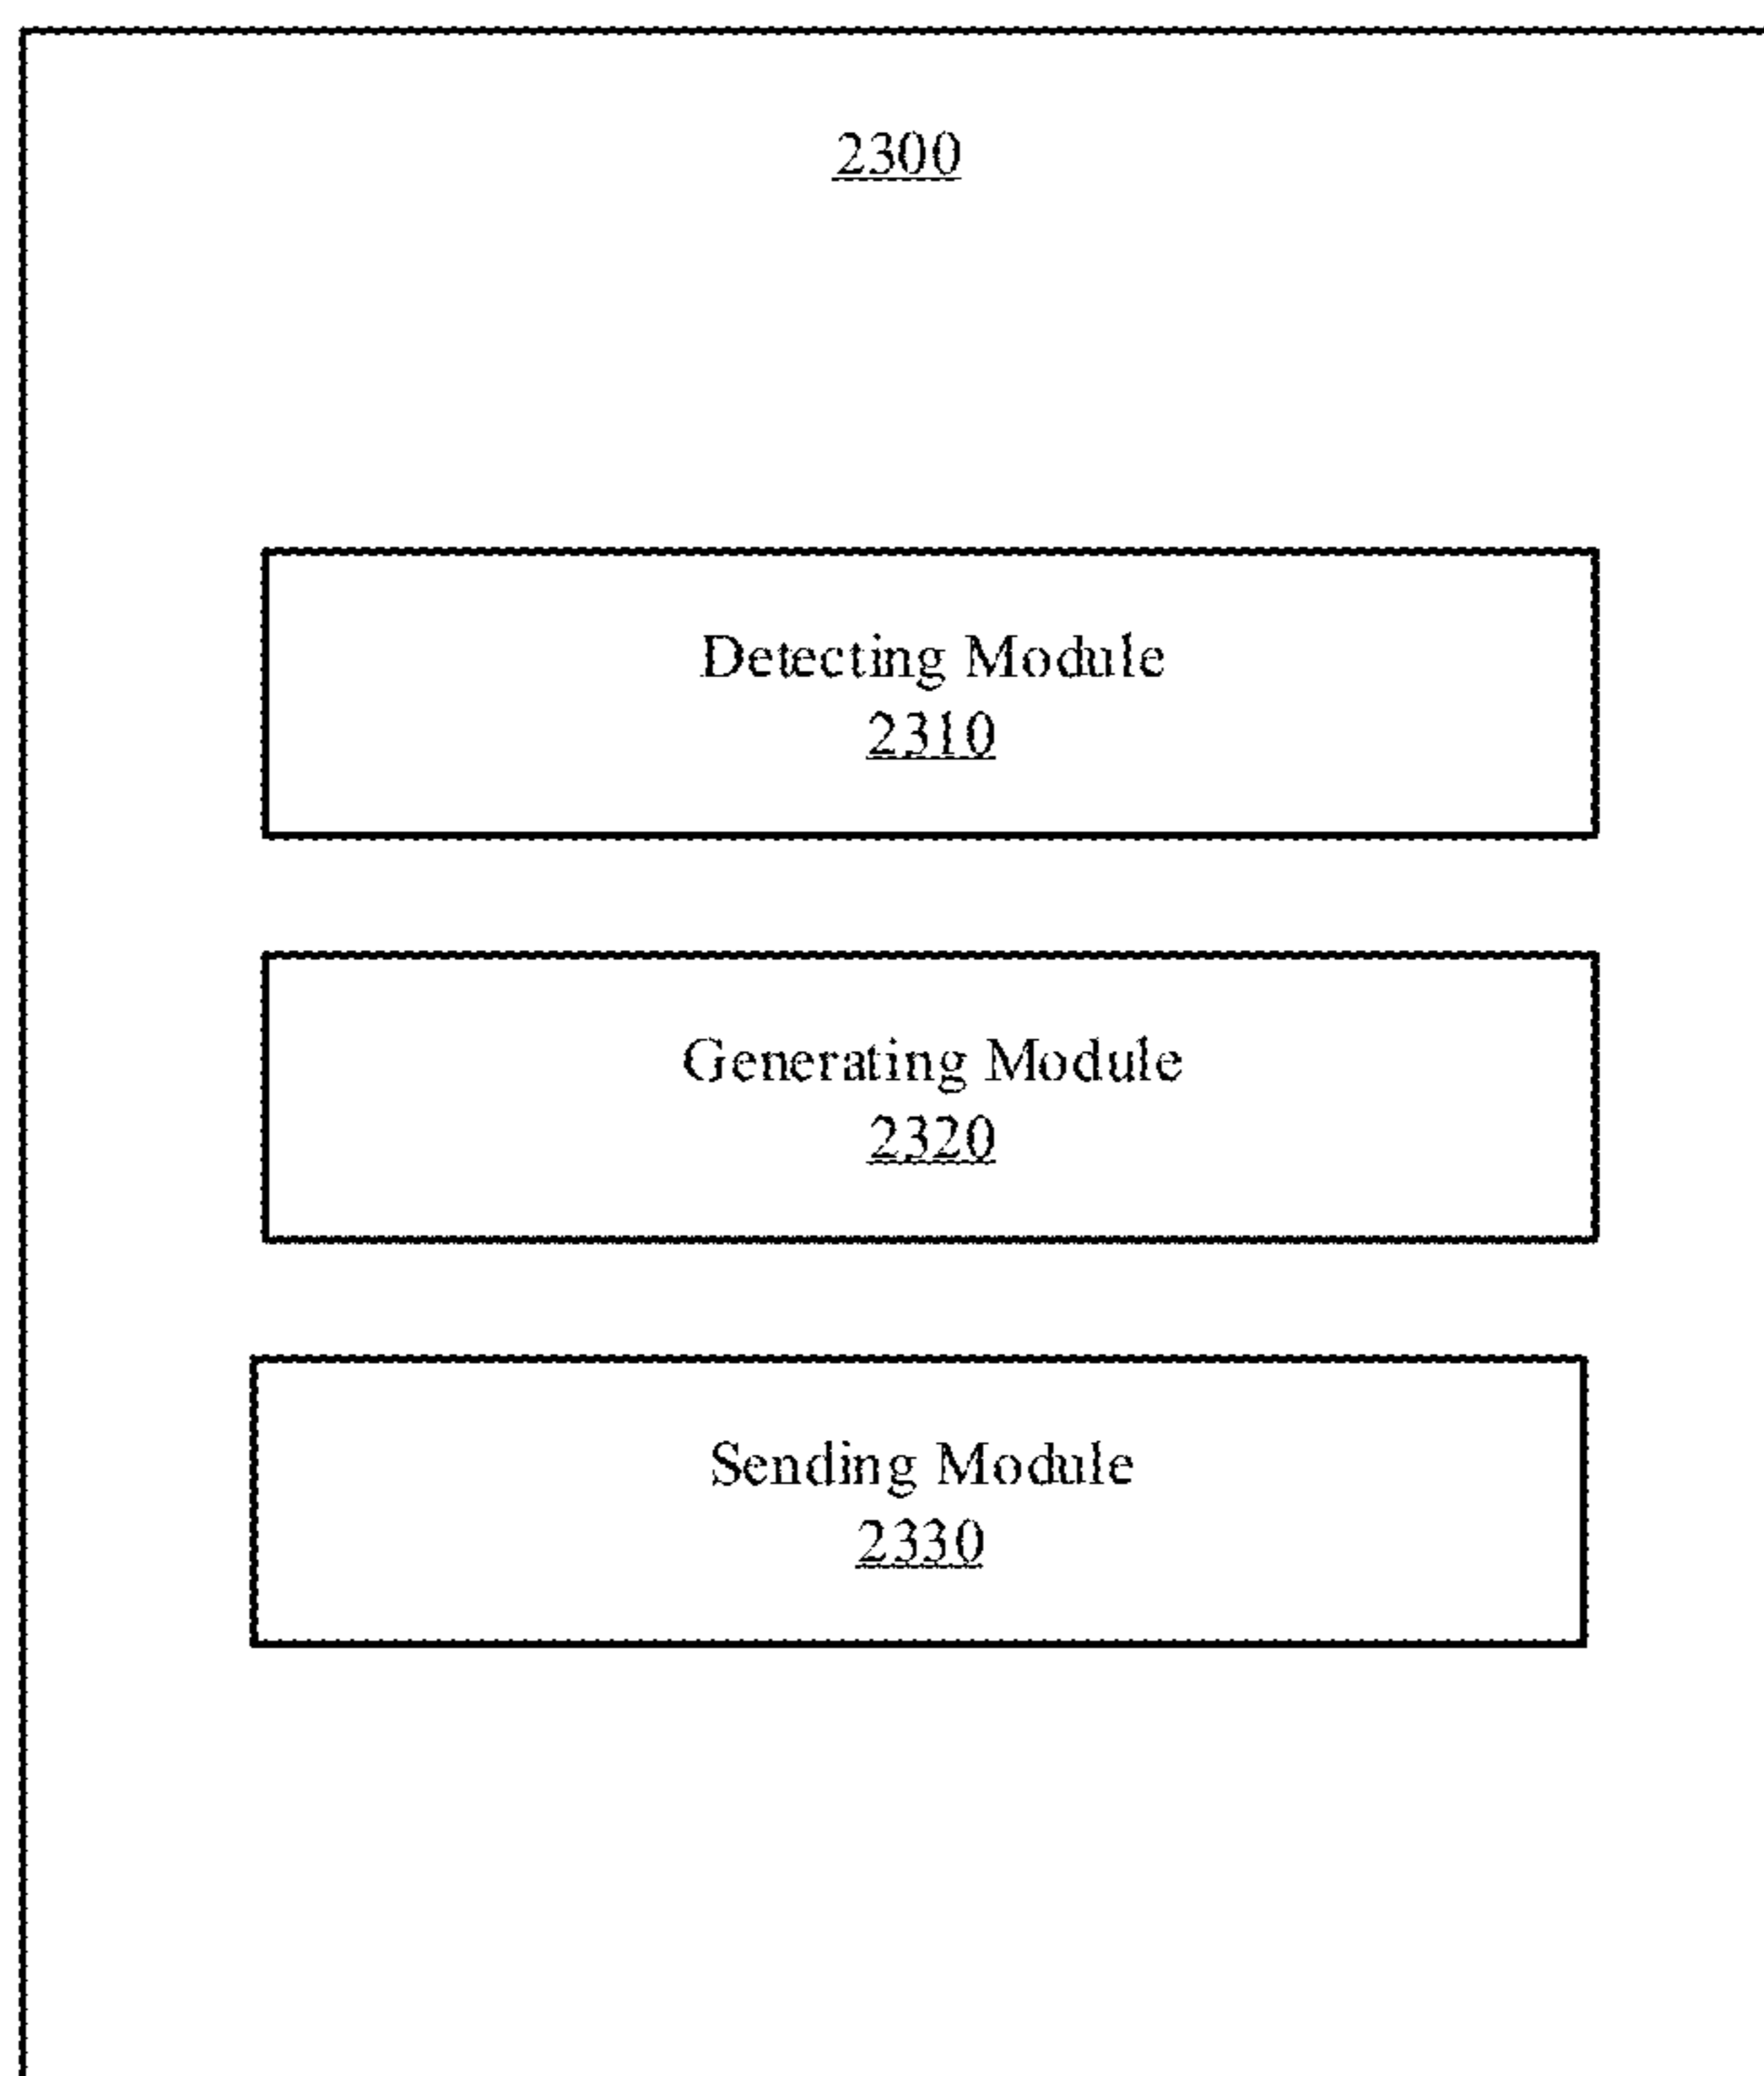 2300
Detecting Module
2310
Generating Module
2320
Sending Module
2330